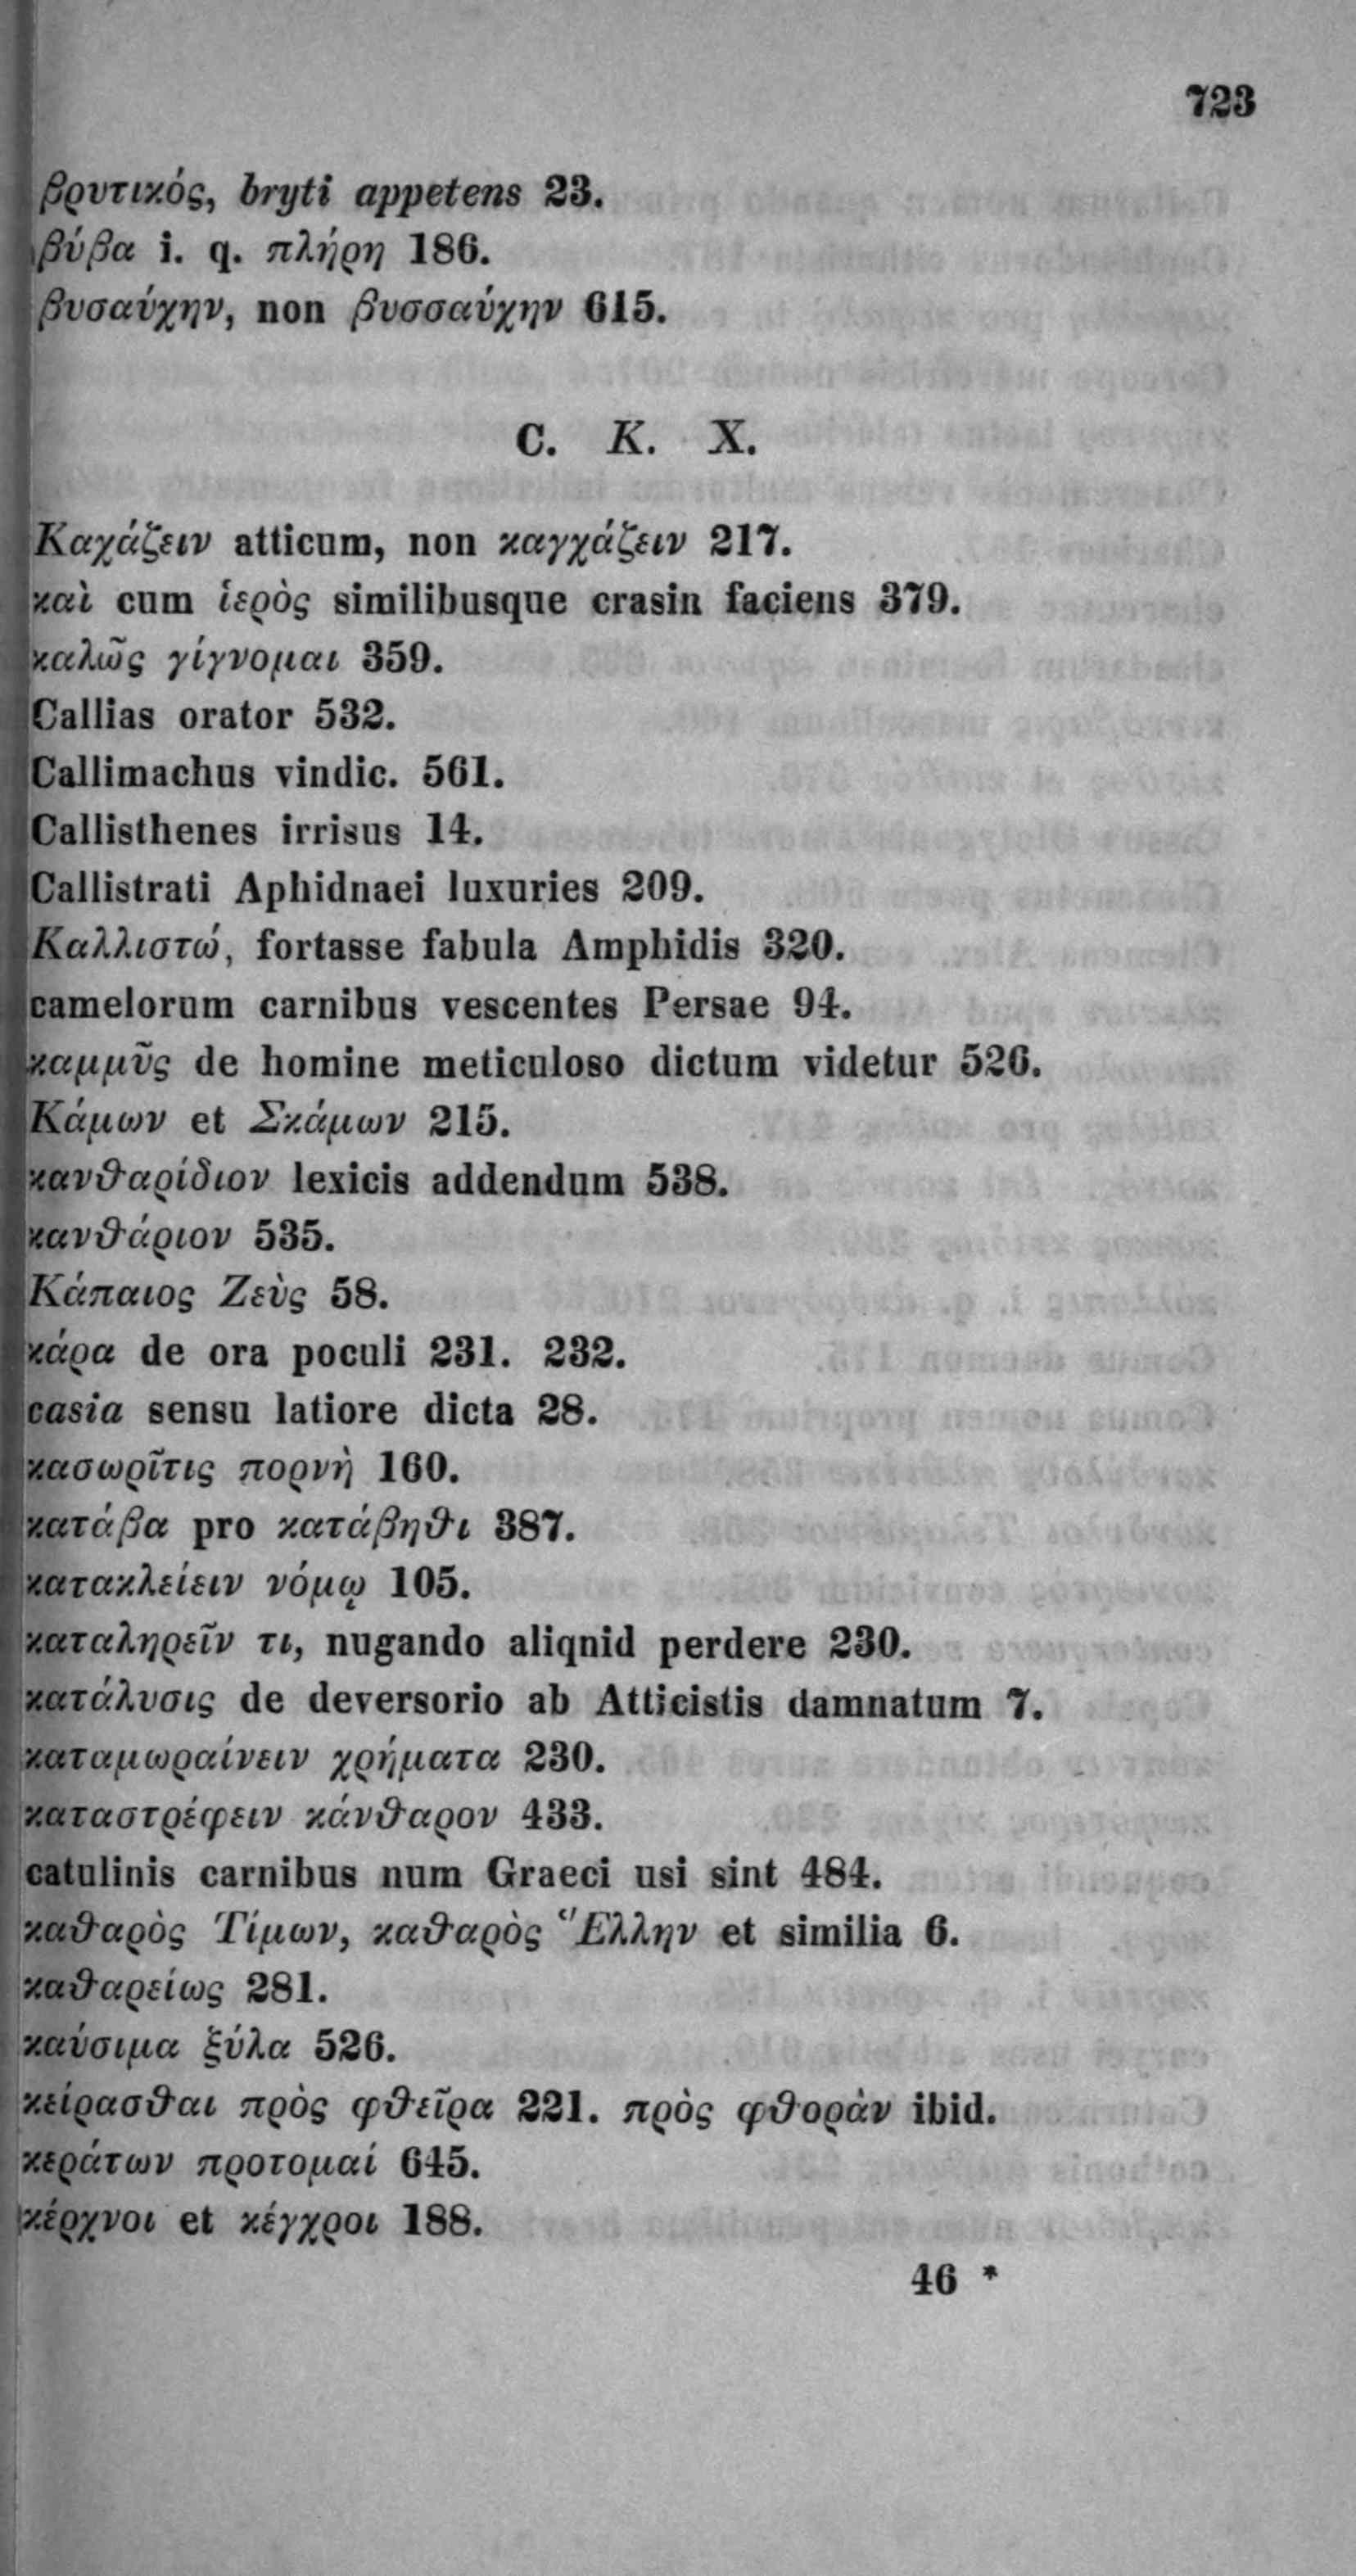 723
βρυτικός, bryti appetens 23.
βύβα i. q. πλήρη 186.
βυσαύχην, non βυσσαύχην 615.
C. K. X.
Καχάζειν atticum, non καγχάζειν 217.
καὶ cum ἱερὸς similibusque crasin faciens 379.
καλῶς γίγνομαι 359.
Callias orator 532.
Callimachus vindic. 561.
Callisthenes irrisus 14.
Callistrati Aphidnaei luxuries 209.
Καλλιστώ, fortasse fabula Amphidis 320.
camelorum carnibus vescentes Persae 94.
καμμῦς de homine meticuloso dictum videtur 526.
Κάμων et Σκάμων 215.
κανθαρίδιον lexicis addendum 538.
κανθάριον 535.
Κάπαιος Ζεὺς 58.
κάρα de ora poculi 231. 232.
casia sensu latiore dicta 28.
κασωρῖτις πορνὴ 160.
κατάβα pro κατάβηθι 387.
κατακλείειν νόμῳ 105.
καταληρεῖν τι, nugando aliqnid perdere 230.
κατάλυσις de deversorio ab Atticistis damnatum 7.
καταμωραίνειν χρήματα 230.
καταστρέφειν κάνθαρον 433.
catulinis carnibus num Graeci usi sint 484.
καθαρὸς Τίμων, καθαρὸς Ἕλλην et similia 6.
καθαρείως 281.
καύσιμα ξύλα 526.
κείρασθαι πρὸς φθεῖρα 221. πρὸς φθορὰν ibid.
κεράτων προτομαί 645.
κέρχνοι et κέγχροι 188.
46 *